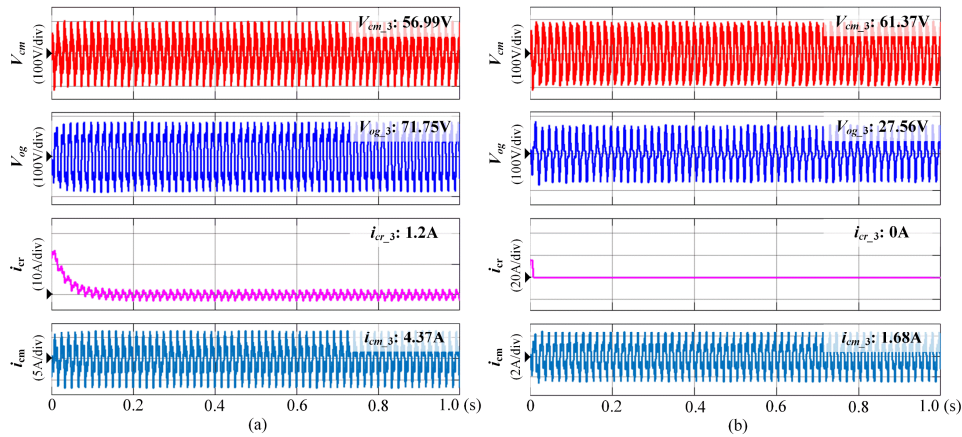 V_cm (100V/div)
V_cm_3: 56.99V
V_og (100V/div)
V_og_3: 71.75V
i_cr (10A/div)
i_cr_3: 1.2A
i_cm (5A/div)
i_cm_3: 4.37A
0 0.2 0.4 0.6 0.8 1.0 (s)
(a)
V_cm (100V/div)
V_cm_3: 61.37V
V_og (100V/div)
V_og_3: 27.56V
i_cr (20A/div)
i_cr_3: 0A
i_cm (2A/div)
i_cm_3: 1.68A
0 0.2 0.4 0.6 0.8 1.0 (s)
(b)